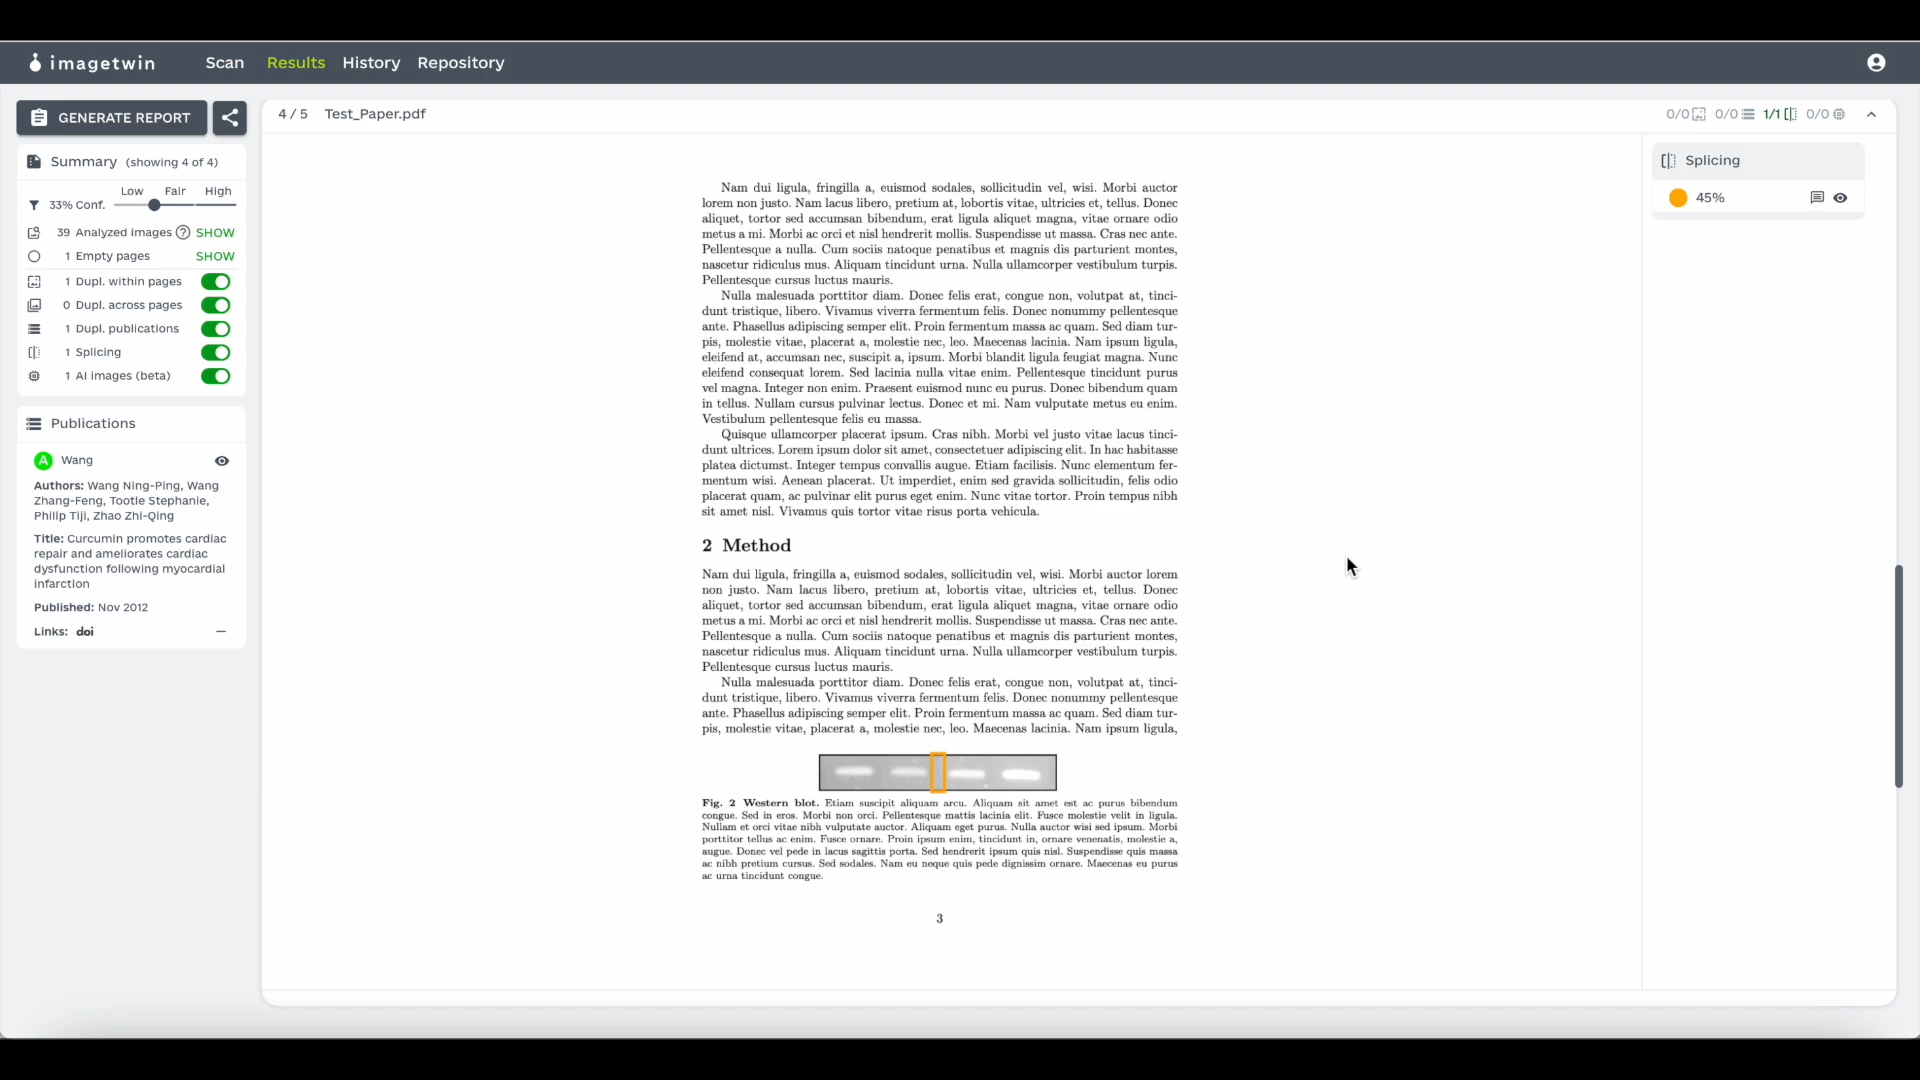 imagetwin
Scan
Results
History
Repository
GENERATE REPORT
Summary (showing 4 of 4)
Low Fair High
33% Conf.
39 Analyzed images ? SHOW
1 Empty pages SHOW
1 Dupl. within pages
0 Dupl. across pages
1 Dupl. publications
1 Splicing
1 AI images (beta)
Publications
A Wang
Authors: Wang Ning-Ping, Wang
Zhang-Feng, Tootle Stephanie,
Philip Tiji, Zhao Zhi-Qing
Title: Curcumin promotes cardiac
repair and ameliorates cardiac
dysfunction following myocardial
infarction
Published: Nov 2012
Links: doi
4 / 5 Test_Paper.pdf
0/0 0/0 1/1 0/0
Nam dui ligula, fringilla a, euismod sodales, sollicitudin vel, wisi. Morbi auctor
lorem non justo. Nam lacus libero, pretium at, lobortis vitae, ultricies et, tellus. Donec
aliquet, tortor sed accumsan bibendum, erat ligula aliquet magna, vitae ornare odio
metus a mi. Morbi ac orci et nisl hendrerit mollis. Suspendisse ut massa. Cras nec ante.
Pellentesque a nulla. Cum sociis natoque penatibus et magnis dis parturient montes,
nascetur ridiculus mus. Aliquam tincidunt urna. Nulla ullamcorper vestibulum turpis.
Pellentesque cursus luctus mauris.
Nulla malesuada porttitor diam. Donec felis erat, congue non, volutpat at, tinci-
dunt tristique, libero. Vivamus viverra fermentum felis. Donec nonummy pellentesque
ante. Phasellus adipiscing semper elit. Proin fermentum massa ac quam. Sed diam tur-
pis, molestie vitae, placerat a, molestie nec, leo. Maecenas lacinia. Nam ipsum ligula,
eleifend at, accumsan nec, suscipit a, ipsum. Morbi blandit ligula feugiat magna. Nunc
eleifend consequat lorem. Sed lacinia nulla vitae enim. Pellentesque tincidunt purus
vel magna. Integer non enim. Praesent euismod nunc eu purus. Donec bibendum quam
in tellus. Nullam cursus pulvinar lectus. Donec et mi. Nam vulputate metus eu enim.
Vestibulum pellentesque felis eu massa.
Quisque ullamcorper placerat ipsum. Cras nibh. Morbi vel justo vitae lacus tinci-
dunt ultrices. Lorem ipsum dolor sit amet, consectetuer adipiscing elit. In hac habitasse
platea dictumst. Integer tempus convallis augue. Etiam facilisis. Nunc elementum fer-
mentum wisi. Aenean placerat. Ut imperdiet, enim sed gravida sollicitudin, felis odio
placerat quam, ac pulvinar elit purus eget enim. Nunc vitae tortor. Proin tempus nibh
sit amet nisl. Vivamus quis tortor vitae risus porta vehicula.
2 Method
Nam dui ligula, fringilla a, euismod sodales, sollicitudin vel, wisi. Morbi auctor lorem
non justo. Nam lacus libero, pretium at, lobortis vitae, ultricies et, tellus. Donec
aliquet, tortor sed accumsan bibendum, erat ligula aliquet magna, vitae ornare odio
metus a mi. Morbi ac orci et nisl hendrerit mollis. Suspendisse ut massa. Cras nec ante.
Pellentesque a nulla. Cum sociis natoque penatibus et magnis dis parturient montes,
nascetur ridiculus mus. Aliquam tincidunt urna. Nulla ullamcorper vestibulum turpis.
Pellentesque cursus luctus mauris.
Nulla malesuada porttitor diam. Donec felis erat, congue non, volutpat at, tinci-
dunt tristique, libero. Vivamus viverra fermentum felis. Donec nonummy pellentesque
ante. Phasellus adipiscing semper elit. Proin fermentum massa ac quam. Sed diam tur-
pis, molestie vitae, placerat a, molestie nec, leo. Maecenas lacinia. Nam ipsum ligula,
Fig. 2 Western blot. Etiam suscipit aliquam arcu. Aliquam sit amet est ac purus bibendum
congue. Sed in eros. Morbi non orci. Pellentesque mattis lacinia elit. Fusce molestie velit in ligula.
Nullam et orci vitae nibh vulputate auctor. Aliquam eget purus. Nulla auctor wisi sed ipsum. Morbi
porttitor tellus ac enim. Fusce ornare. Proin ipsum enim, tincidunt in, ornare venenatis, molestie a,
augue. Donec vel pede in lacus sagittis porta. Sed hendrerit ipsum quis nisl. Suspendisse quis massa
ac nibh pretium cursus. Sed sodales. Nam eu neque quis pede dignissim ornare. Maecenas eu purus
ac urna tincidunt congue.
3
Splicing
45%